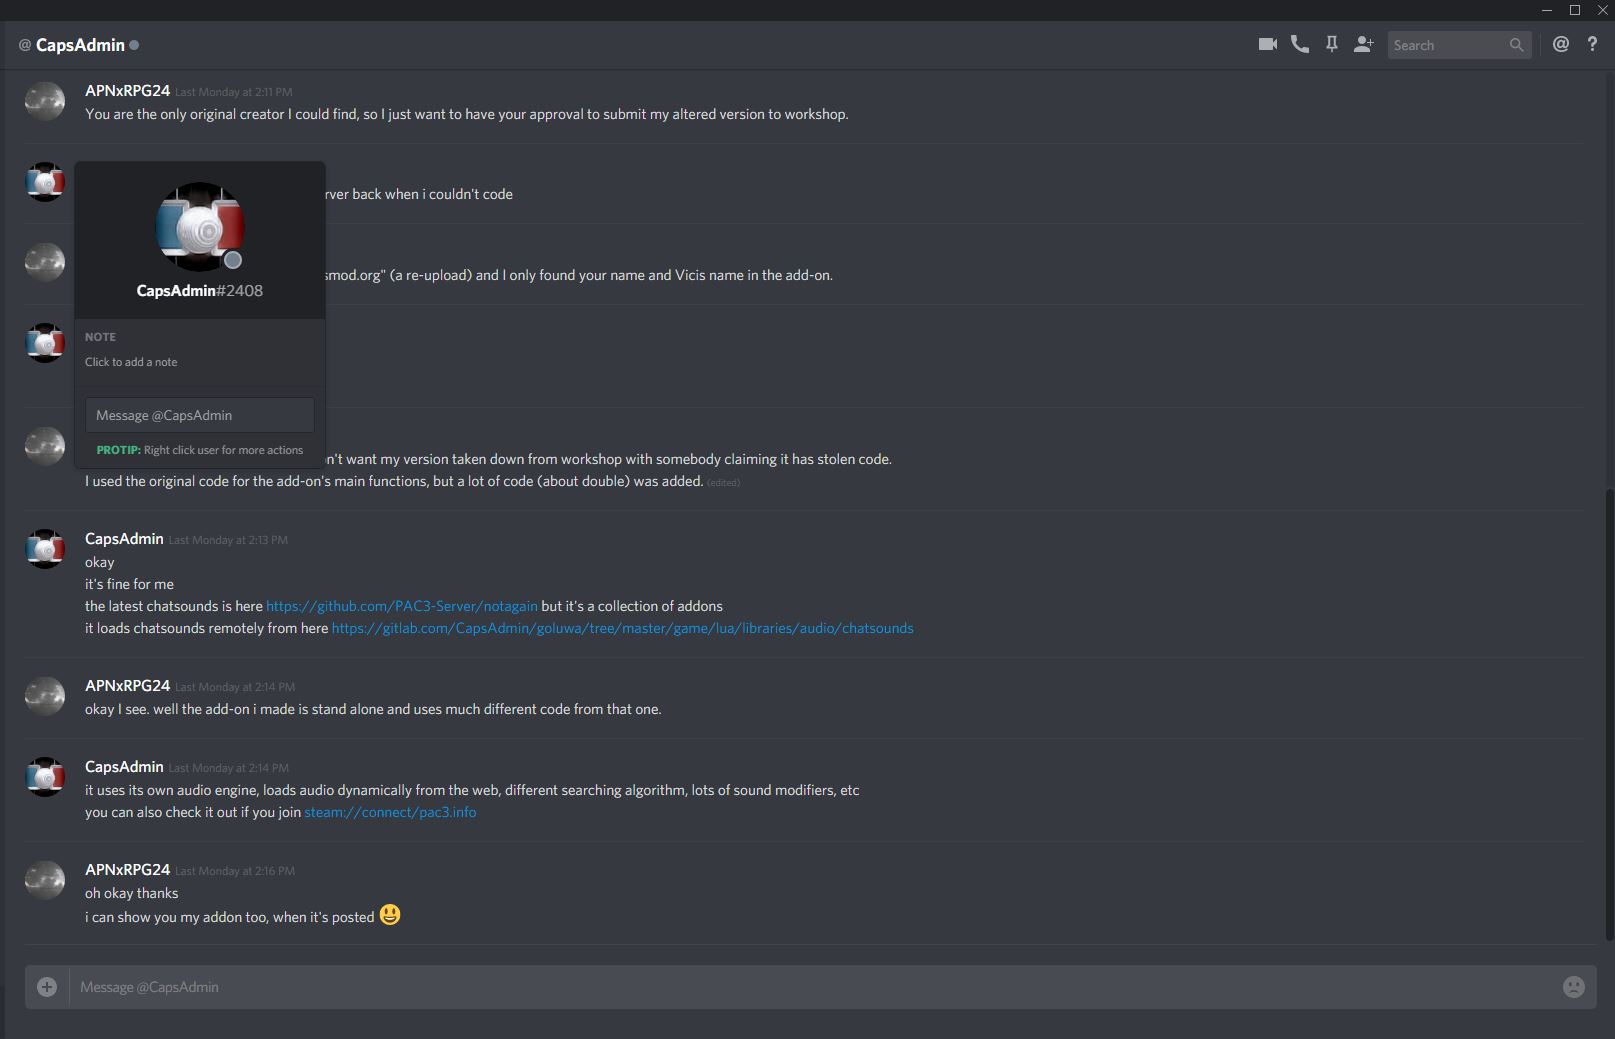 @ CapsAdmin
Search
@ ?
APNxRPG24 Last Monday at 2:11 PM
You are the only original creator I could find, so I just want to have your approval to submit my altered version to workshop.
rver back when i couldn't code
smod.org" (a re-upload) and I only found your name and Vicis name in the add-on.
CapsAdmin#2408
NOTE
Click to add a note
Message @CapsAdmin
PROTIP: Right click user for more actions
n't want my version taken down from workshop with somebody claiming it has stolen code.
I used the original code for the add-on's main functions, but a lot of code (about double) was added. (edited)
CapsAdmin Last Monday at 2:13 PM
okay
it's fine for me
the latest chatsounds is here https://github.com/PAC3-Server/notagain but it's a collection of addons
it loads chatsounds remotely from here https://gitlab.com/CapsAdmin/goluwa/tree/master/game/lua/libraries/audio/chatsounds
APNxRPG24 Last Monday at 2:14 PM
okay I see. well the add-on i made is stand alone and uses much different code from that one.
CapsAdmin Last Monday at 2:14 PM
it uses its own audio engine, loads audio dynamically from the web, different searching algorithm, lots of sound modifiers, etc
you can also check it out if you join steam://connect/pac3.info
APNxRPG24 Last Monday at 2:16 PM
oh okay thanks
i can show you my addon too, when it's posted 😃
Message @CapsAdmin